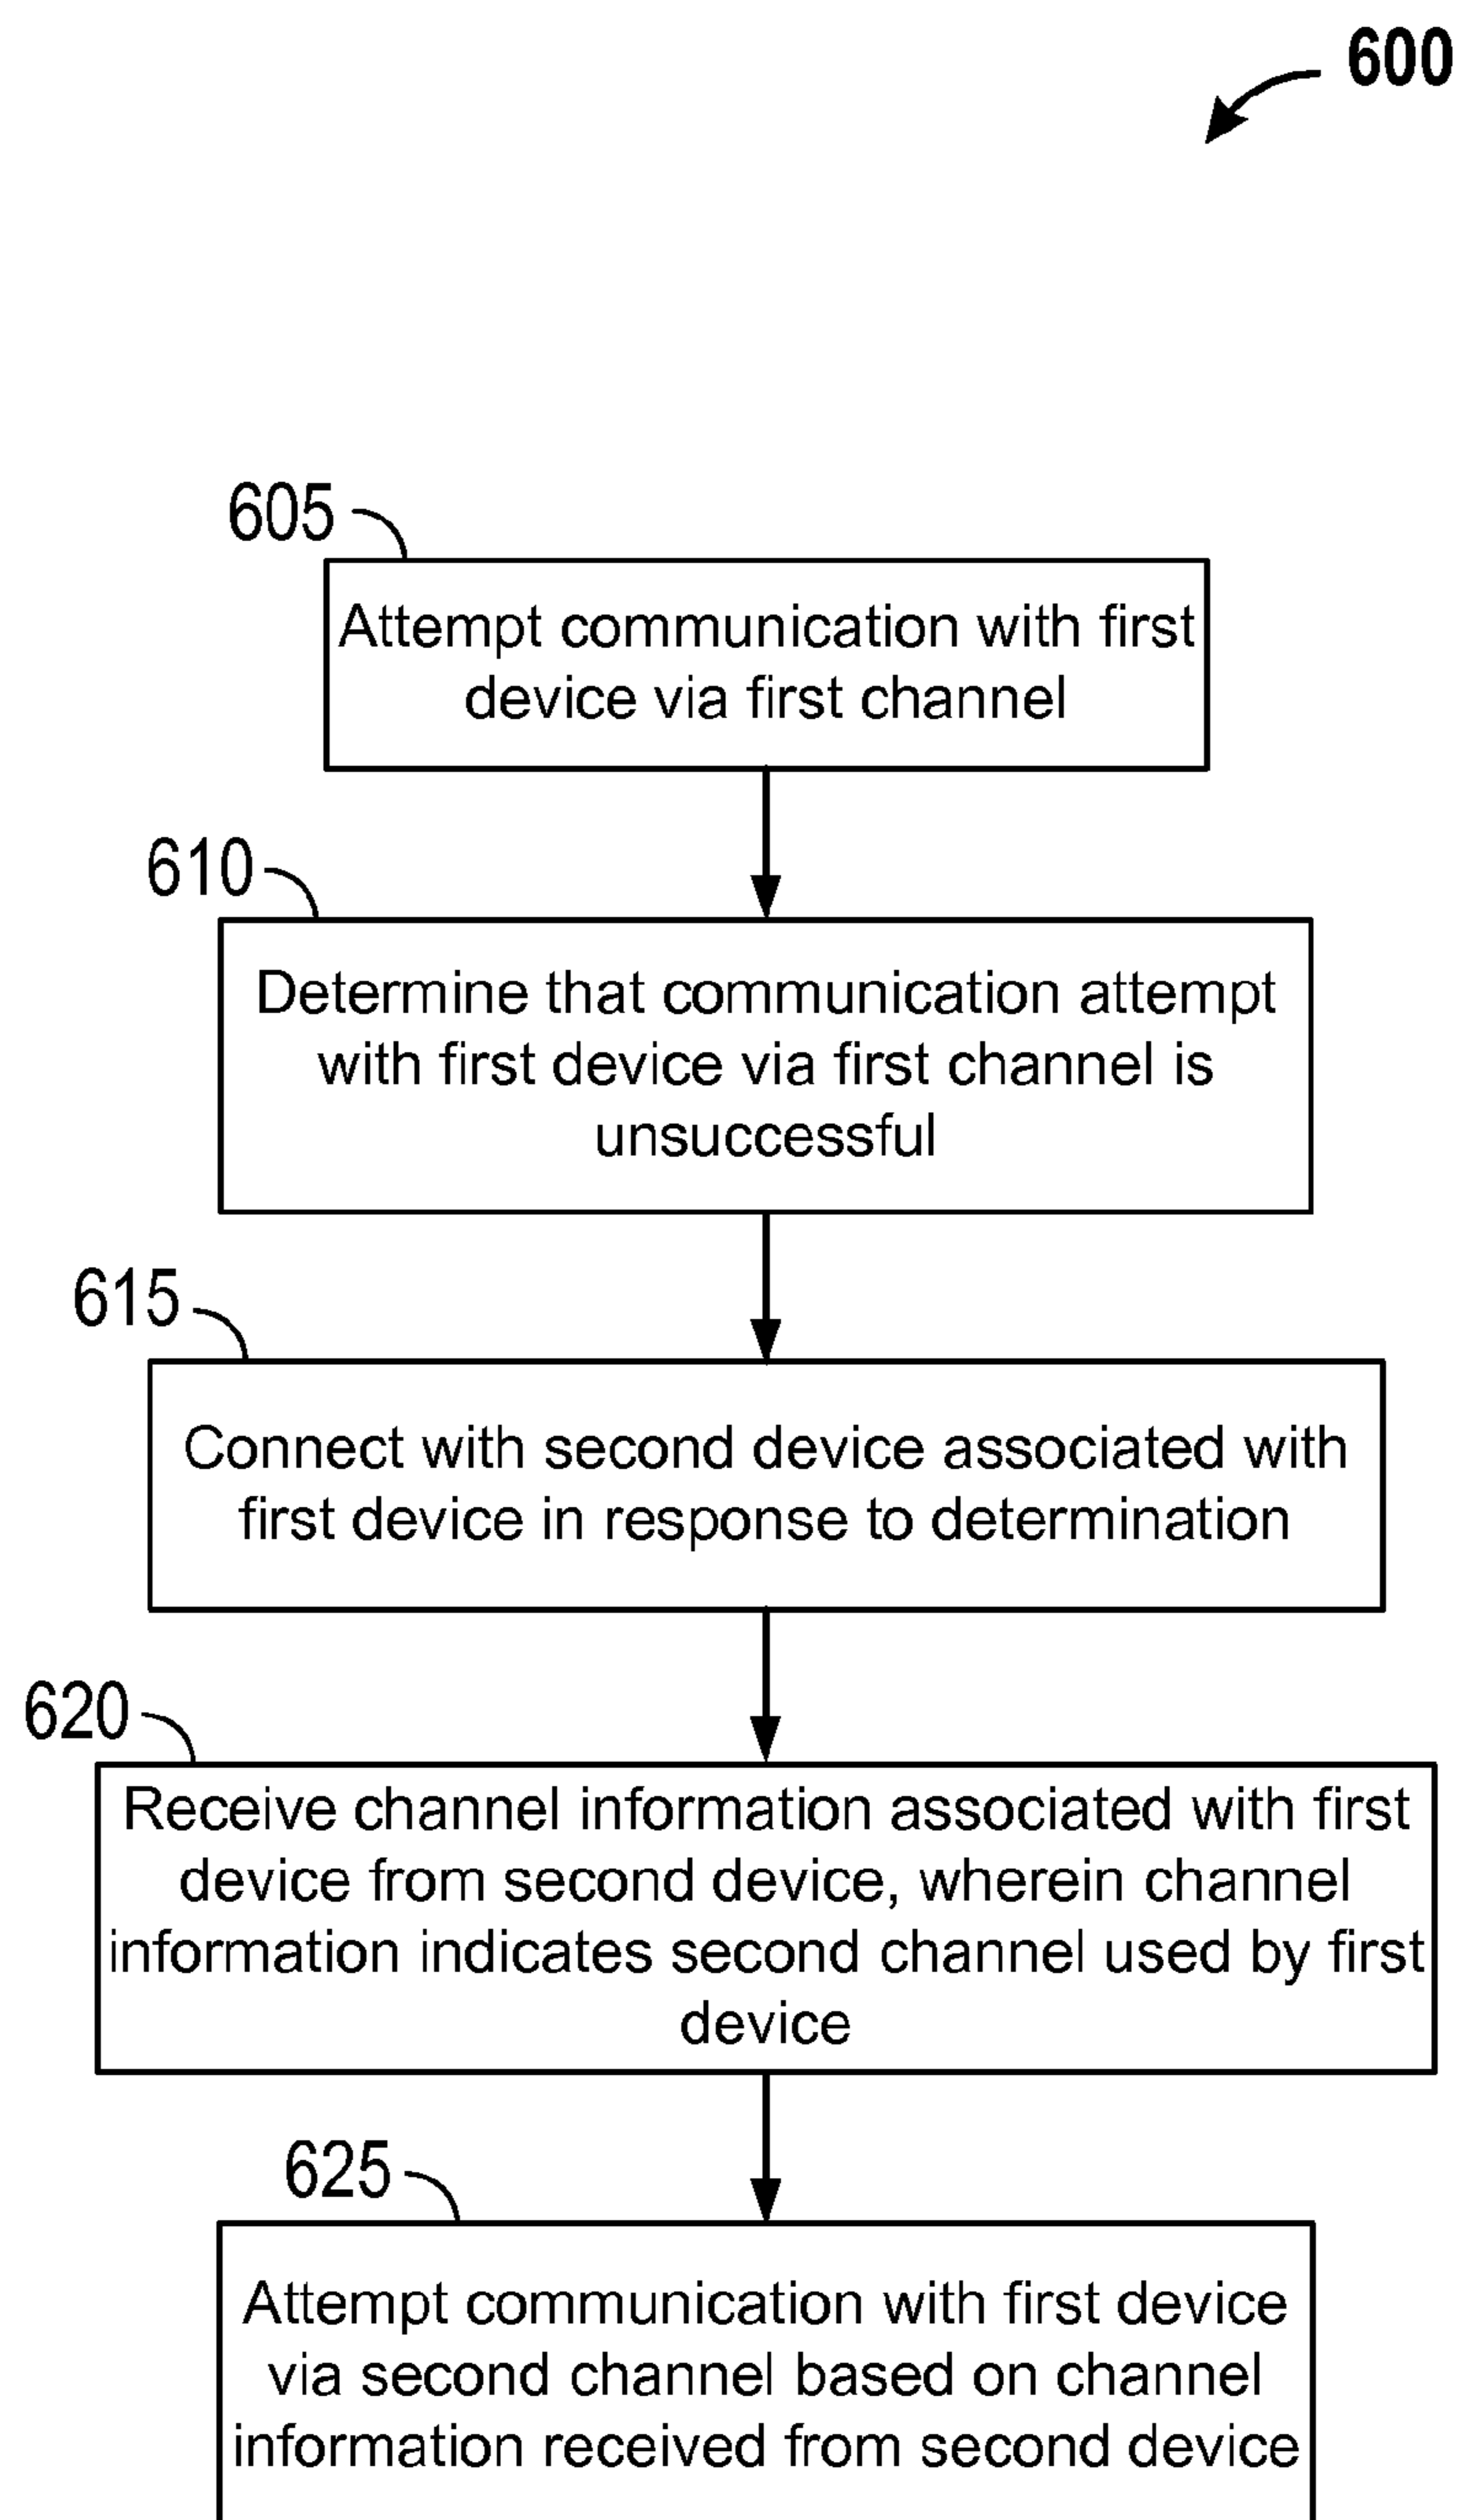 600
605
Attempt communication with first
device via first channel
610
Determine that communication attempt
with first device via first channel is
unsuccessful
615
Connect with second device associated with
first device in response to determination
620
Receive channel information associated with first
device from second device, wherein channel
information indicates second channel used by first
device
625
Attempt communication with first device
via second channel based on channel
information received from second device